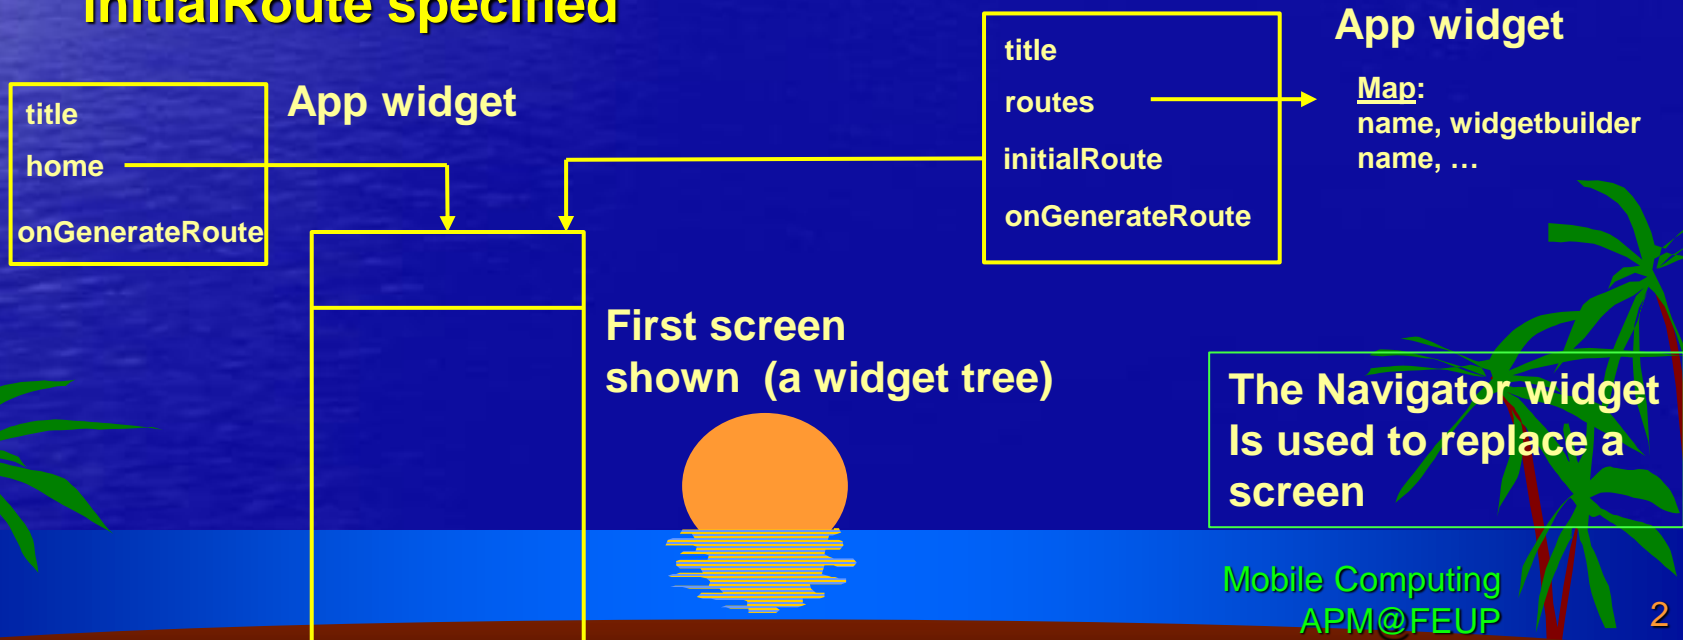 initialRoute specified
title
home
onGenerateRoute
App widget
title
routes
initialRoute
onGenerateRoute
App widget
Map:
name, widgetbuilder
name, …
First screen
shown (a widget tree)
The Navigator widget
Is used to replace a
screen
Mobile Computing
APM@FEUP
2